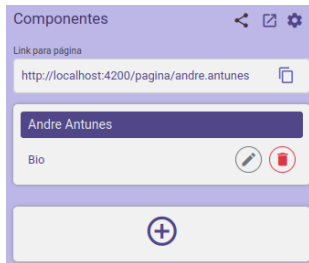 Componentes
Link para página
http://localhost:4200/pagina/andre.antunes
Andre Antunes
Bio